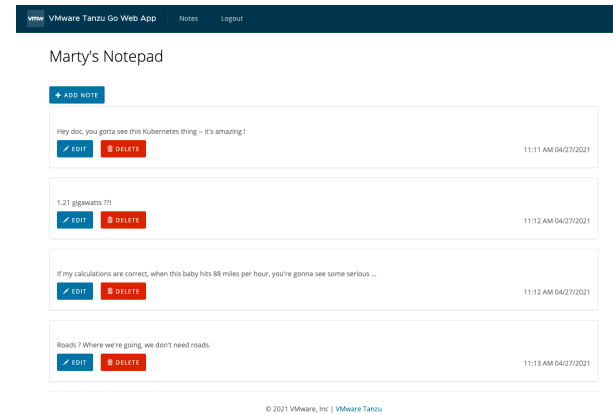 vmw VMware Tanzu Go Web App Notes Logout
Marty's Notepad
+ ADD NOTE
Hey doc, you gotta see this Kubernetes thing -- it's amazing !
EDIT DELETE 11:11 AM 04/27/2021
1.21 gigawatts ??!
EDIT DELETE 11:12 AM 04/27/2021
If my calculations are correct, when this baby hits 88 miles per hour, you're gonna see some serious ...
EDIT DELETE 11:12 AM 04/27/2021
Roads ? Where we're going, we don't need roads.
EDIT DELETE 11:13 AM 04/27/2021
© 2021 VMware, Inc | VMware Tanzu